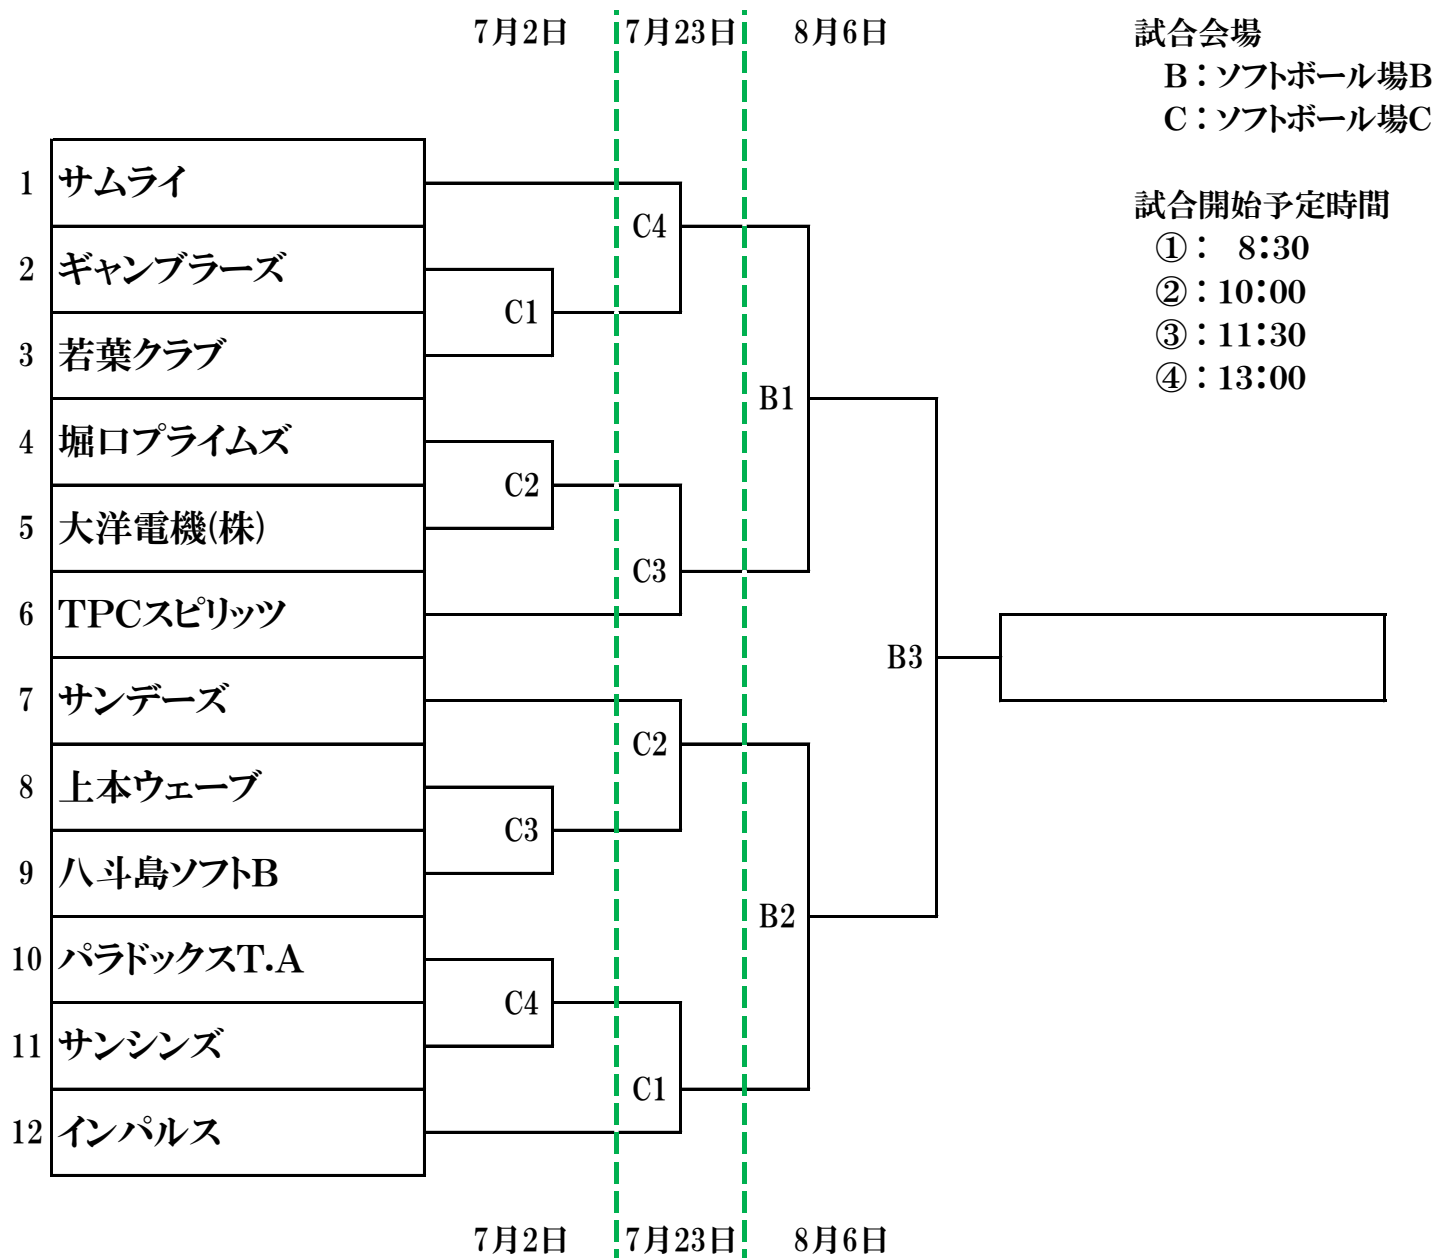 7月2日 7月23日 8月6日
試合会場
B:ソフトボール場B
C:ソフトボール場C
試合開始予定時間
①: 8:30
②:10:00
③:11:30
④:13:00
1 サムライ
2 ギャンブラーズ
3 若葉クラブ
4 堀口プライムズ
5 大洋電機(株)
6 TPCスピリッツ
7 サンデーズ
8 上本ウェーブ
9 八斗島ソフトB
10 パラドックスT.A
11 サンシンズ
12 インパルス
C1
C2
C3
C4
C4
C3
C2
C1
B1
B2
B3
7月2日 7月23日 8月6日